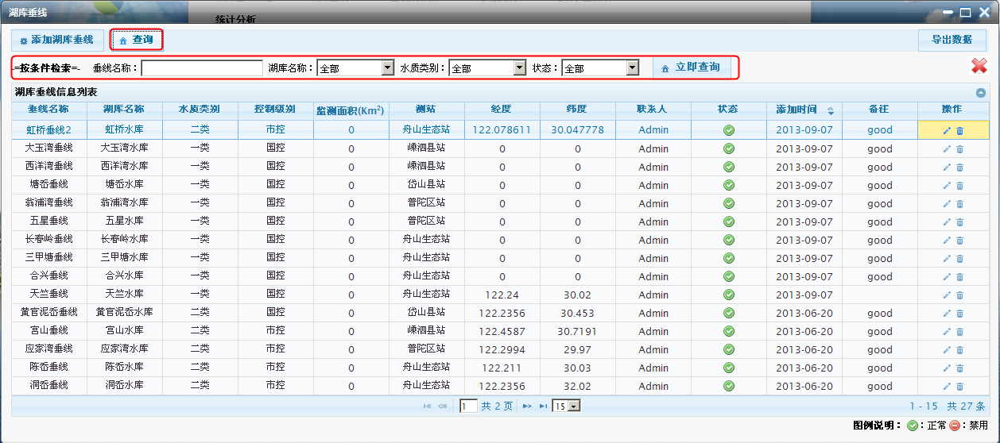 湖库垂线
统计分析
添加湖库垂线 查询 导出数据
-=按条件检索=- 垂线名称： 湖库名称： 全部 水质类别： 全部 状态： 全部 立即查询
湖库垂线信息列表
垂线名称 湖库名称 水质类别 控制级别 监测面积(Km²) 测站 经度 纬度 联系人 状态 添加时间 备注 操作
虹桥垂线2 虹桥水库 二类 市控 0 舟山生态站 122.078611 30.047778 Admin 2013-09-07 good
大玉湾垂线 大玉湾水库 一类 国控 0 嵊泗县站 0 0 Admin 2013-09-07 good
西洋湾垂线 西洋湾水库 一类 国控 0 嵊泗县站 0 0 Admin 2013-09-07 good
塘岙垂线 塘岙水库 一类 国控 0 岱山县站 0 0 Admin 2013-09-07 good
翁浦湾垂线 翁浦湾水库 一类 国控 0 普陀区站 0 0 Admin 2013-09-07 good
五星垂线 五星水库 一类 国控 0 普陀区站 0 0 Admin 2013-09-07 good
长春岭垂线 长春岭水库 一类 国控 0 舟山生态站 0 0 Admin 2013-09-07 good
三甲塘垂线 三甲塘水库 一类 国控 0 舟山生态站 0 0 Admin 2013-09-07 good
合兴垂线 合兴水库 一类 国控 0 舟山生态站 0 0 Admin 2013-09-07 good
天竺垂线 天竺水库 一类 国控 0 舟山生态站 122.24 30.02 Admin 2013-09-07
黄官泥岙垂线 黄官泥岙水库 二类 国控 0 岱山县站 122.2356 30.453 Admin 2013-06-20 good
宫山垂线 宫山水库 二类 市控 0 嵊泗县站 122.4587 30.7191 Admin 2013-06-20 good
应家湾垂线 应家湾水库 二类 市控 0 普陀区站 122.2994 29.97 Admin 2013-06-20 good
陈岙垂线 陈岙水库 二类 市控 0 舟山生态站 122.211 30.03 Admin 2013-06-20 good
洞岙垂线 洞岙水库 二类 市控 0 舟山生态站 122.2356 32.02 Admin 2013-06-20 good
1 共 2 页 15 1 - 15 共 27 条
图例说明： ：正常 ：禁用